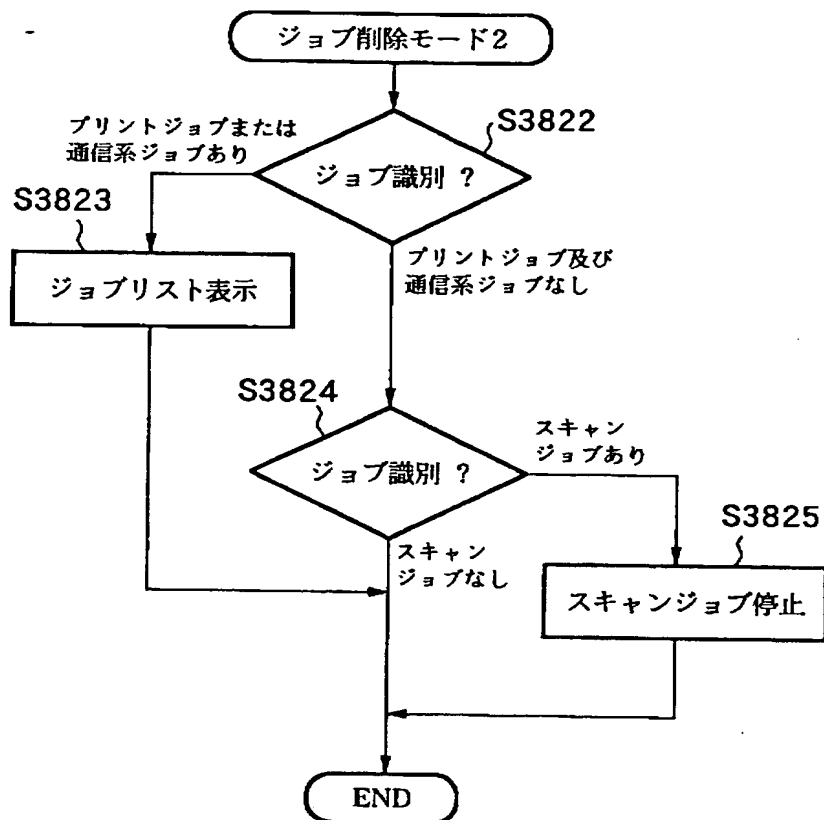 ジョブ削除モード2
S3822
プリントジョブまたは
通信系ジョブあり
ジョブ識別 ?
S3823
ジョブリスト表示
プリントジョブ及び
通信系ジョブなし
S3824
ジョブ識別 ?
スキャン
ジョブあり
S3825
スキャン
ジョブなし
スキャンジョブ停止
END